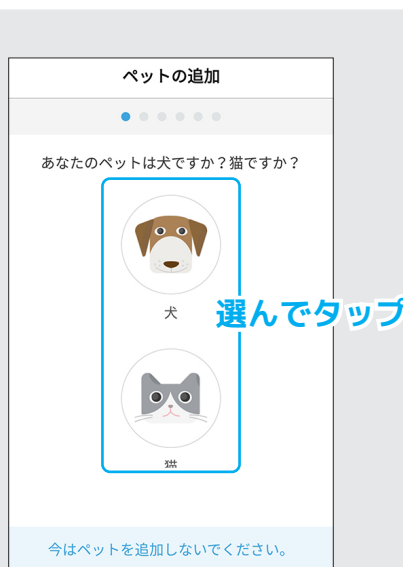 ペットの追加
あなたのペットは犬ですか？猫ですか？
犬
選んでタップ
猫
今はペットを追加しないでください。